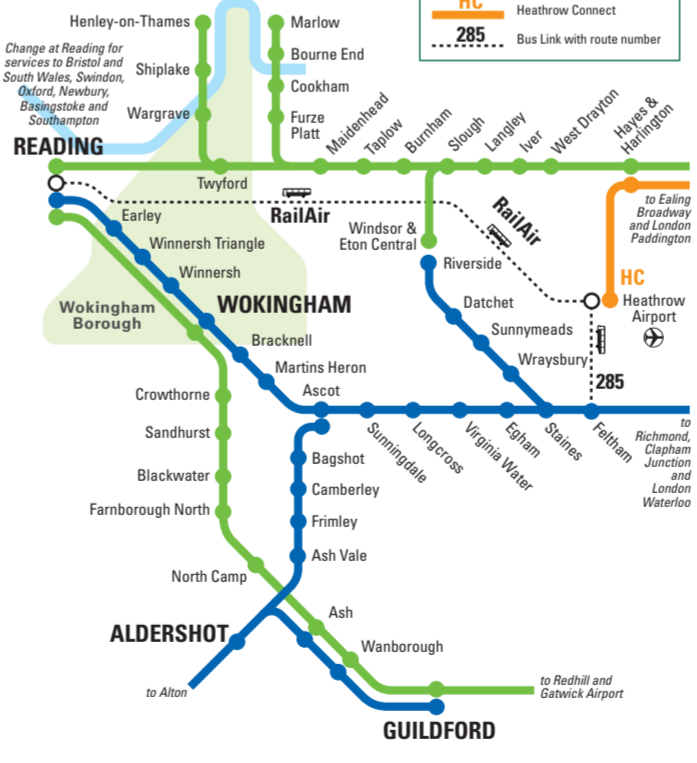 HC
Heathrow Connect
285
Bus Link with route number
Henley-on-Thames
Marlow
Change at Reading for
services to Bristol and
South Wales, Swindon,
Oxford, Newbury,
Basingstoke and
Southampton
Shiplake
Bourne End
Cookham
Wargrave
Furze
Platt
READING
Maidenhead
Taplow
Burnham
Slough
Langley
Iver
West Drayton
Hayes &
Harlington
Twyford
RailAir
RailAir
to Ealing
Broadway
and London
Paddington
Earley
Winnersh Triangle
Winnersh
Windsor &
Eton Central
Riverside
HC
Heathrow
Airport
Wokingham
Borough
WOKINGHAM
Datchet
Sunnymeads
Wraysbury
285
Bracknell
Martins Heron
Ascot
Crowthorne
Sandhurst
Blackwater
Farnborough North
Sunningdale
Longcross
Virginia Water
Egham
Staines
Feltham
to
Richmond,
Clapham
Junction
and
London
Waterloo
Bagshot
Camberley
Frimley
Ash Vale
North Camp
Ash
ALDERSHOT
Wanborough
to Alton
to Redhill and
Gatwick Airport
GUILDFORD